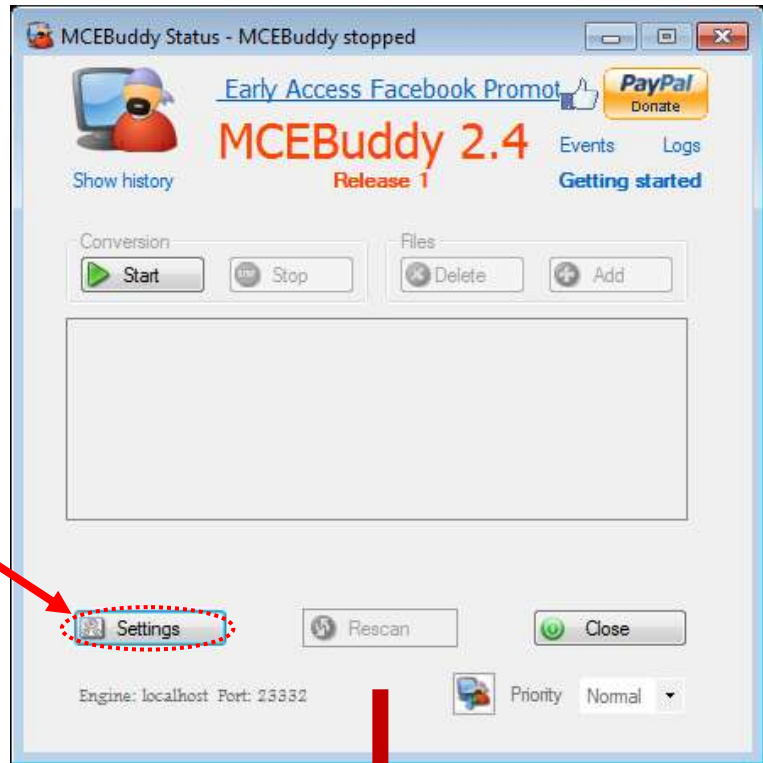 MCEBuddy Status - MCEBuddy stopped
Early Access Facebook Promot
PayPal
Donate
MCEBuddy 2.4
Events Logs
Show history
Release 1
Getting started
Conversion
Files
Start
STOP
Stop
Delete
Add
Settings
Rescan
Close
Engine: localhost Port: 23332
Priority
Normal